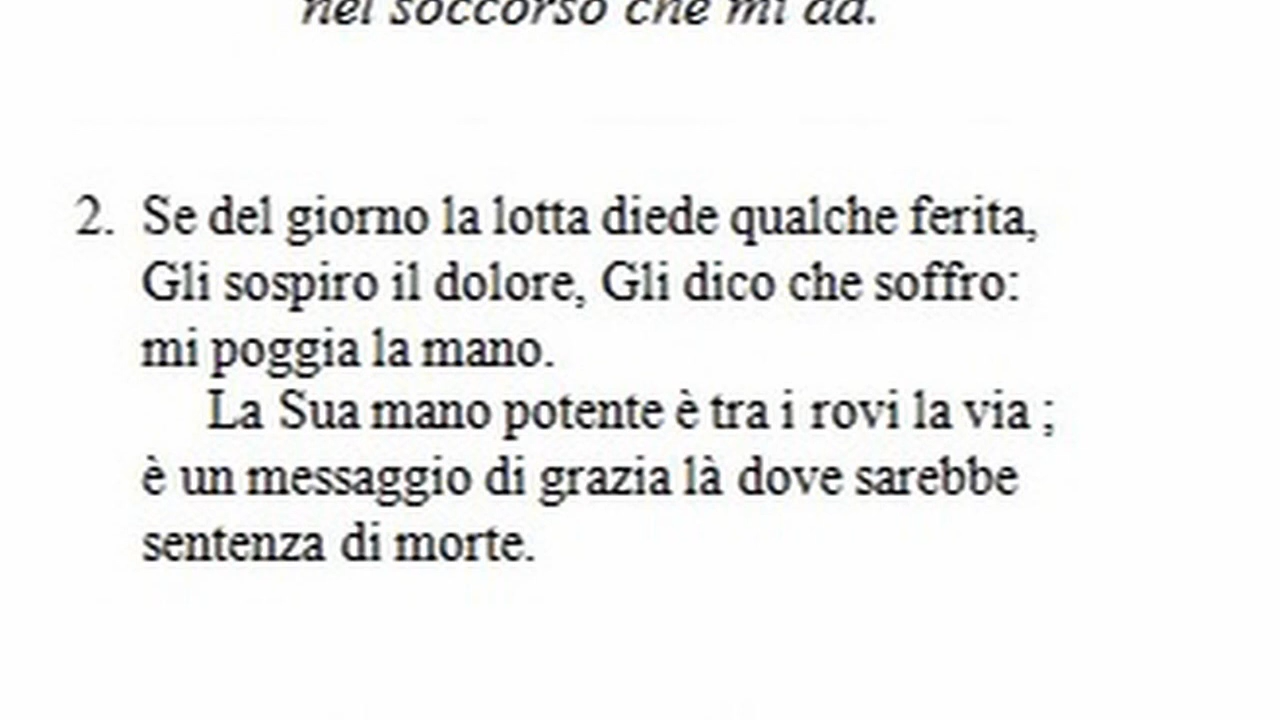 nel soccorso che mi dà.
2. Se del giorno la lotta diede qualche ferita,
Gli sospiro il dolore, Gli dico che soffro:
mi poggia la mano.
La Sua mano potente è tra i rovi la via ;
è un messaggio di grazia là dove sarebbe
sentenza di morte.